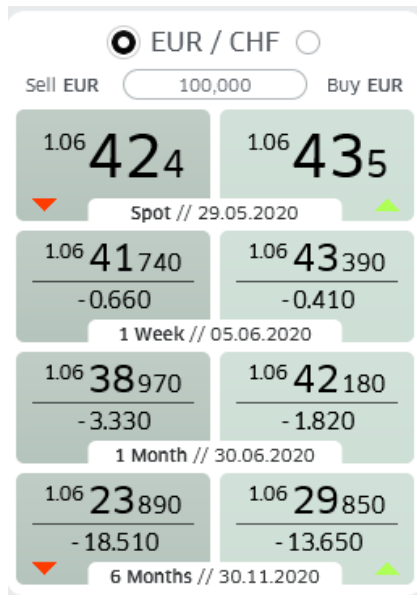 EUR / CHF
Sell EUR 100,000 Buy EUR
1.06 424 1.06 435
Spot // 29.05.2020
1.06 41740 1.06 43390
-0.660 -0.410
1 Week // 05.06.2020
1.06 38970 1.06 42180
-3.330 -1.820
1 Month // 30.06.2020
1.06 23890 1.06 29850
-18.510 -13.650
6 Months // 30.11.2020